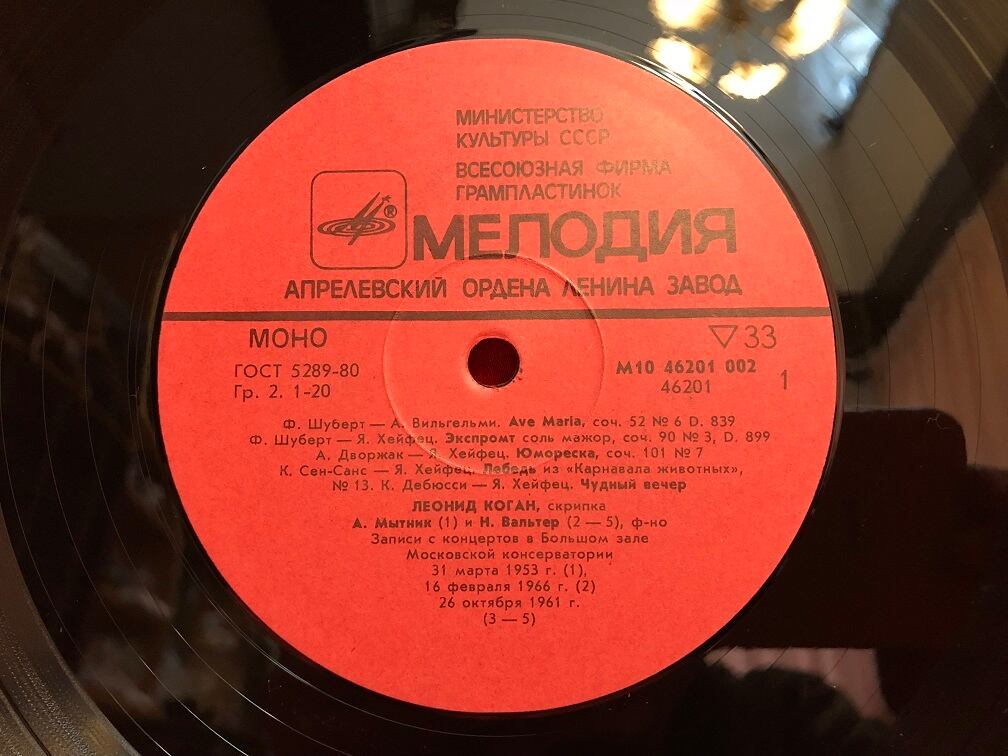 МИНИСТЕРСТВО
КУЛЬТУРЫ СССР
ВСЕСОЮЗНАЯ ФИРМА
ГРАМПЛАСТИНОК
®
МЕЛОДИЯ
АПРЕЛЕВСКИЙ ОРДЕНА ЛЕНИНА ЗАВОД
МОНО
▽33
ГОСТ 5289-80
М10 46201 002
Гр. 2. 1-20
46201
1
Ф. Шуберт — А. Вильгельми. Ave Maria, соч. 52 № 6 D. 839
Ф. Шуберт — Я. Хейфец. Экспромт соль мажор, соч. 90 № 3, D. 899
А. Дворжак — Я. Хейфец. Юмореска, соч. 101 № 7
К. Сен-Санс — Я. Хейфец. Лебедь из «Карнавала животных»,
№ 13. К. Дебюсси — Я. Хейфец. Чудный вечер
ЛЕОНИД КОГАН, скрипка
А. Мытник (1) и Н. Вальтер (2 — 5), ф-но
Записи с концертов в Большом зале
Московской консерватории
31 марта 1953 г. (1),
16 февраля 1966 г. (2)
26 октября 1961 г.
(3 — 5)